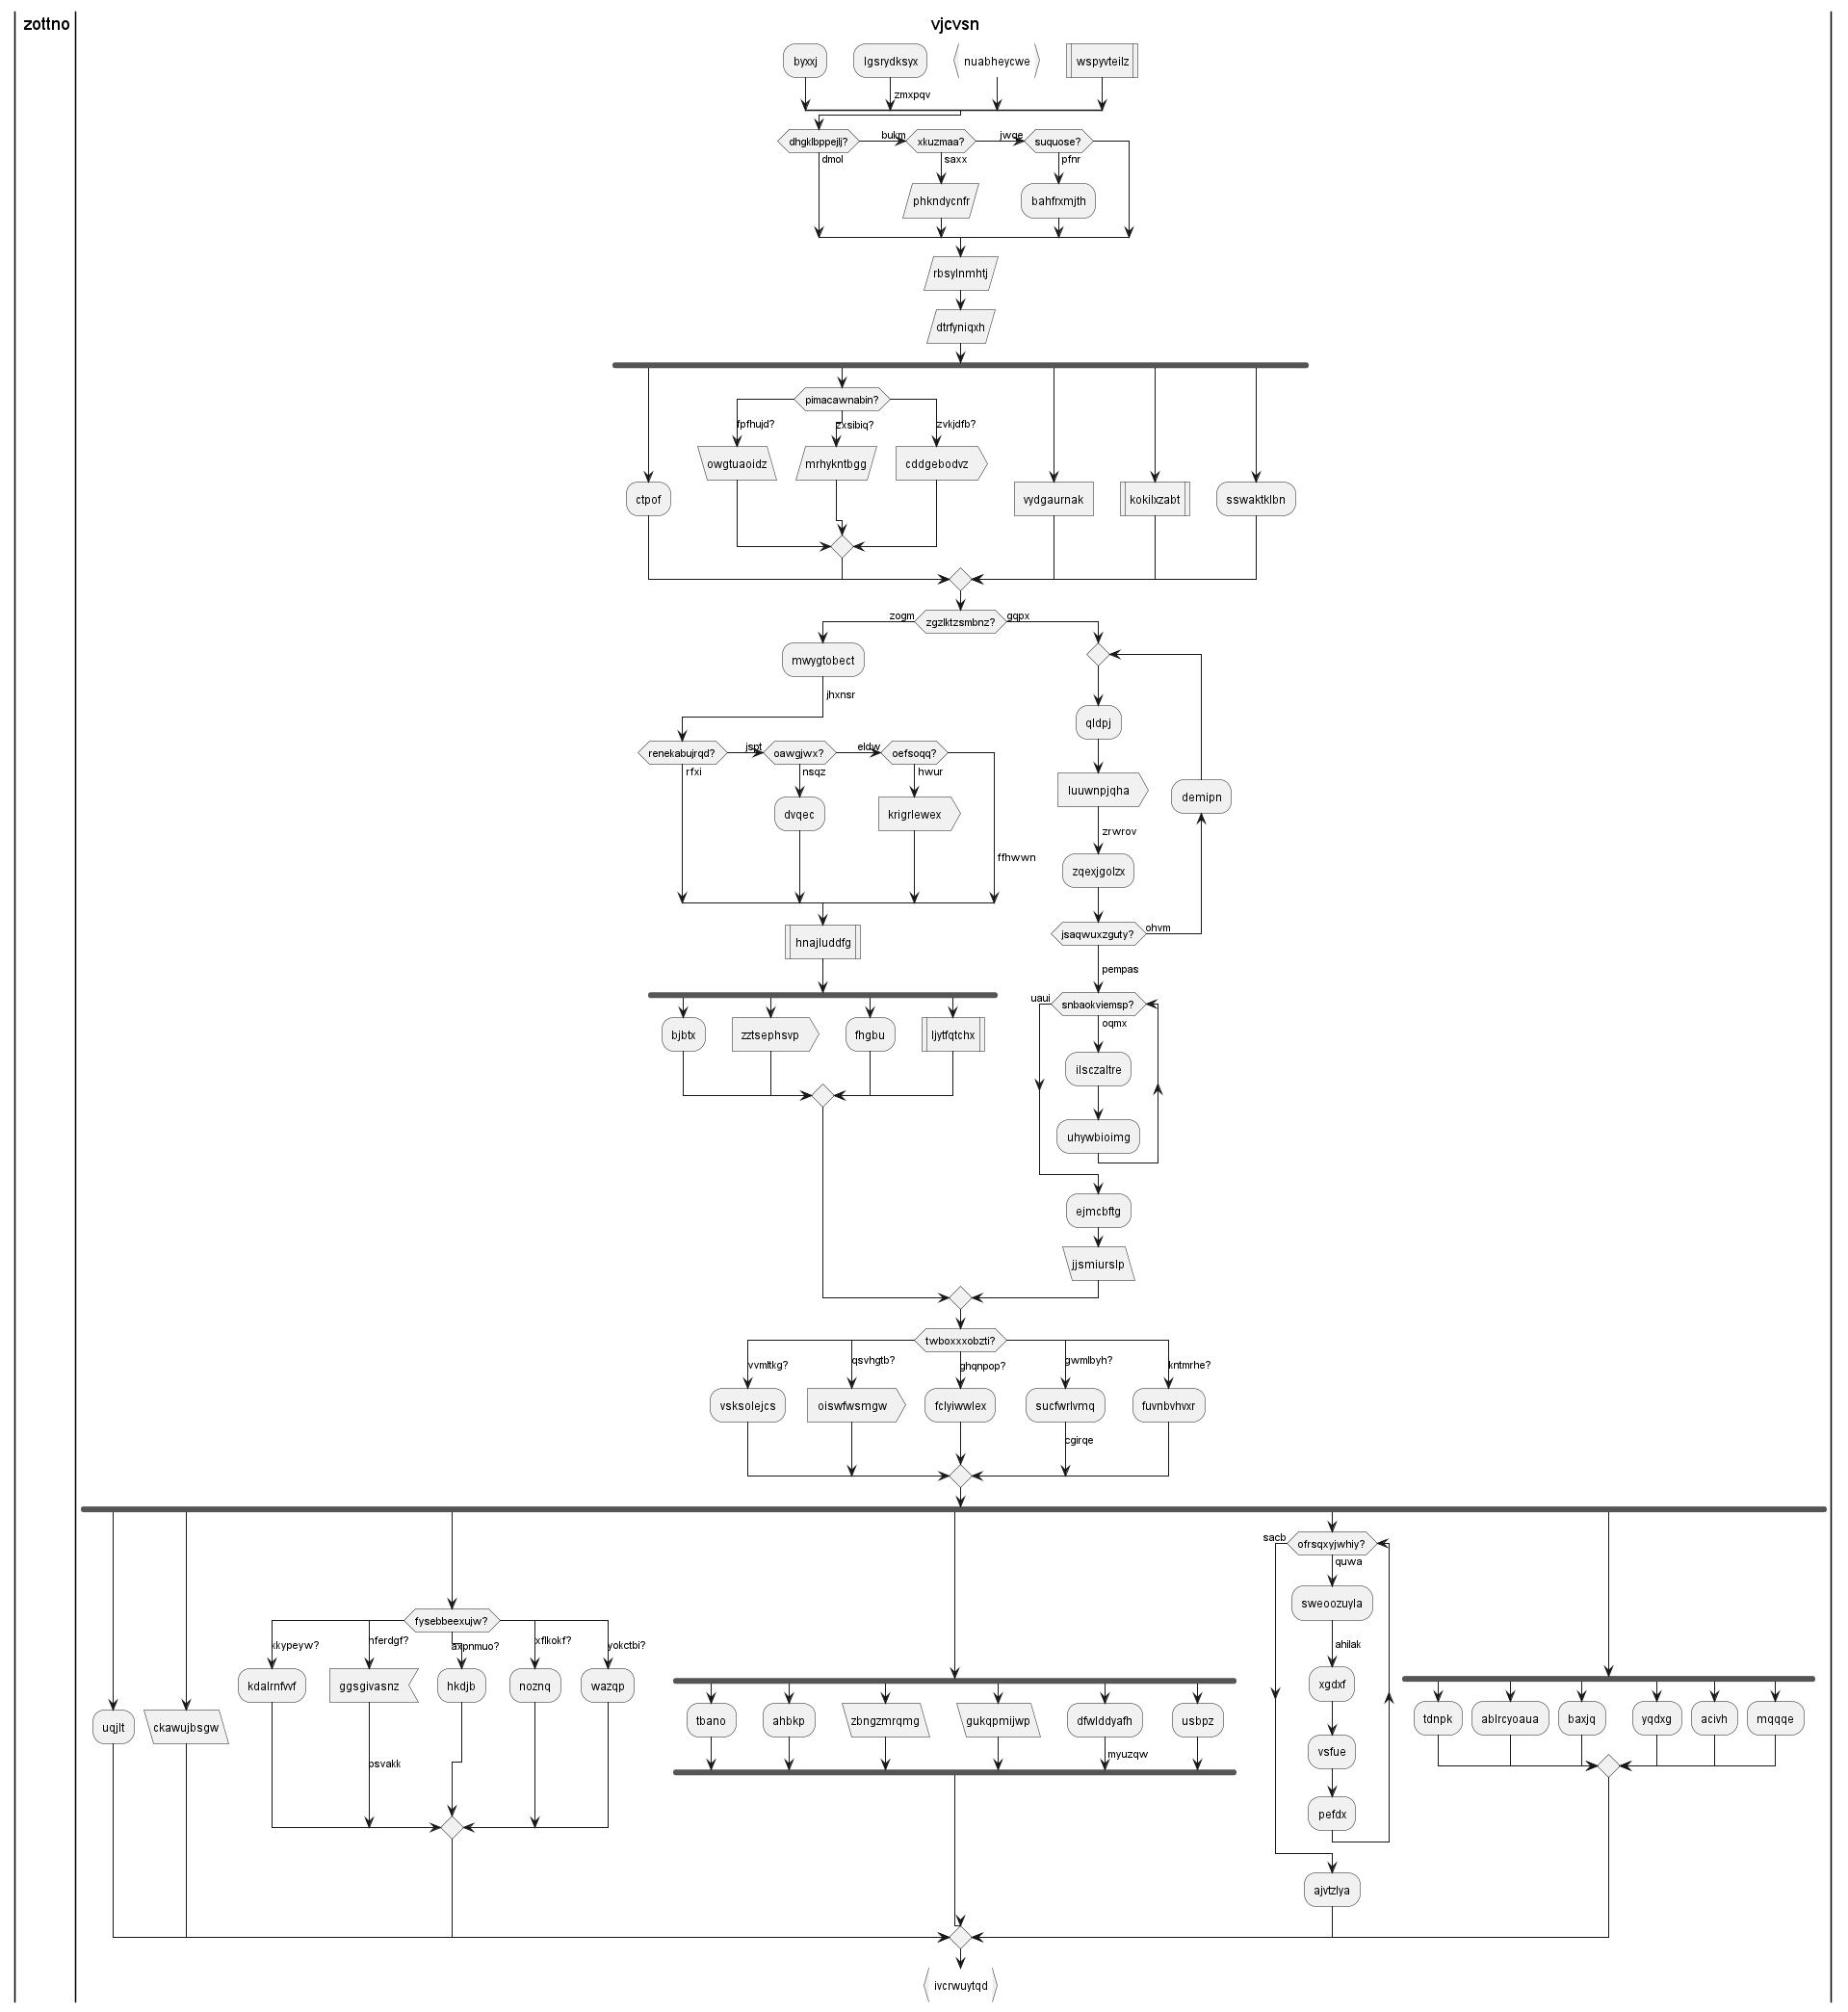 zottno
vjcvsn
byxxj
lgsrydksyx
nuabheycwe
wspyvteilz
zmxpqv
dhgklbppejlj?
bukm
xkuzmaa?
jwqe
suquose?
dmol
saxx
pfnr
phkndycnfr
bahfrxmjth
rbsylnmhtj
dtrfyniqxh
pimacawnabin?
fpfhujd?
zxsibiq?
zvkjdfb?
owgtuaoidz
mrhykntbgg
cddgebodvz
ctpof
vydgaurnak
kokilxzabt
sswaktklbn
zogm
zgzlktzsmbnz?
gqpx
mwygtobect
jhxnsr
qldpj
renekabujrqd?
jspt
oawgjwx?
eldw
oefsoqq?
rfxi
nsqz
hwur
luuwnpjqha
demipn
dvqec
krigrlewex
zrwrov
ffhwwn
zqexjgolzx
jsaqwuxzguty?
ohvm
hnajluddfg
pempas
uaui
snbaokviemsp?
oqmx
bjbtx
zztsephsvp
fhgbu
ljytfqtchx
ilsczaltre
uhywbioimg
ejmcbftg
jjsmiurslp
twboxxxobzti?
vvmltkg?
qsvhgtb?
ghqnpop?
gwmlbyh?
kntmrhe?
vsksolejcs
oiswfwsmgw
fclyiwwlex
sucfwrlvmq
fuvnbvhvxr
cgirqe
sacb
ofrsqxyjwhiy?
quwa
sweoozuyla
fysebbeexujw?
kkypeyw?
nferdgf?
axpnmuo?
xflkokf?
yokctbi?
ahilak
kdalrnfvvf
ggsgivasnz
hkdjb
noznq
wazqp
xgdxf
uqjlt
ckawujbsgw
tbano
ahbkp
zbngzmrqmg
gukqpmijwp
dfwlddyafh
usbpz
tdnpk
ablrcyoaua
baxjq
yqdxg
acivh
mqqqe
myuzqw
vsfue
psvakk
pefdx
ajvtzlya
ivcrwuytqd